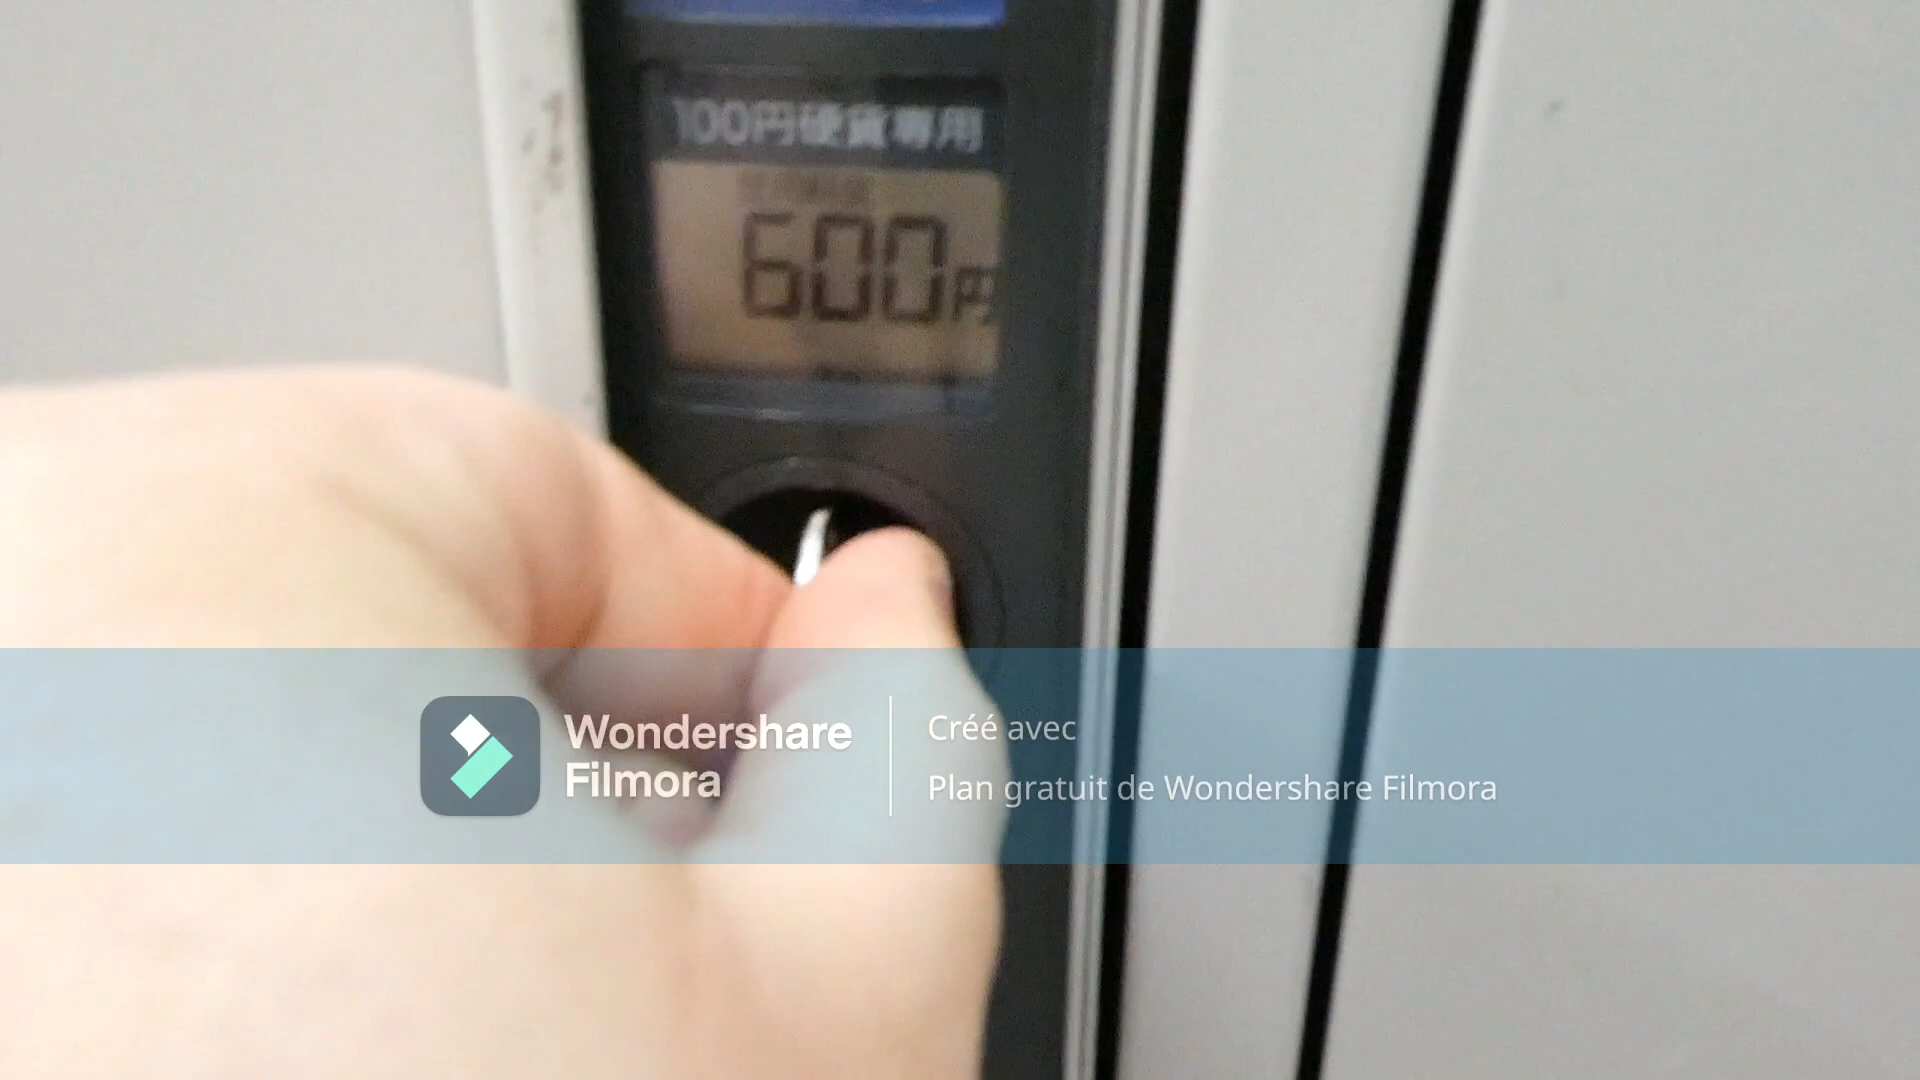 100円硬貨専用
600円
Wondershare
Filmora
Créé avec
Plan gratuit de Wondershare Filmora